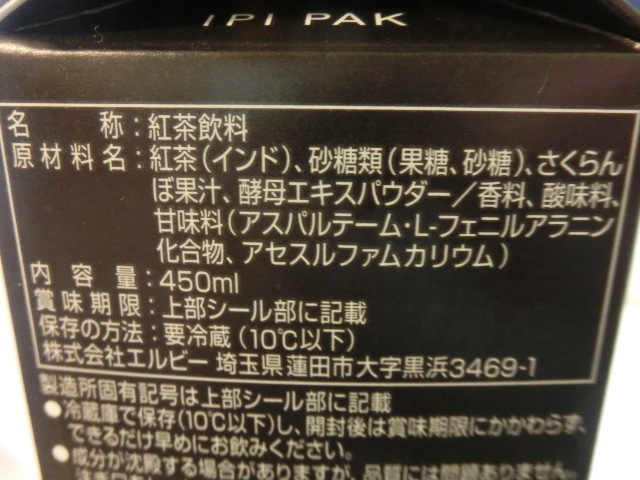 IPI PAK
名称：紅茶飲料
原材料名：紅茶（インド）、砂糖類（果糖、砂糖）、さくらん
ぼ果汁、酵母エキスパウダー／香料、酸味料、
甘味料（アスパルテーム・L-フェニルアラニン
化合物、アセスルファムカリウム）
内容量：450ml
賞味期限：上部シール部に記載
保存の方法：要冷蔵（10℃以下）
株式会社エルビー 埼玉県蓮田市大字黒浜3469-1
製造所固有記号は上部シール部に記載
●冷蔵庫で保存（10℃以下）し、開封後は賞味期限にかかわらず、
できるだけ早めにお飲みください。
●成分が沈殿する場合がありますが、品質には問題ありません。